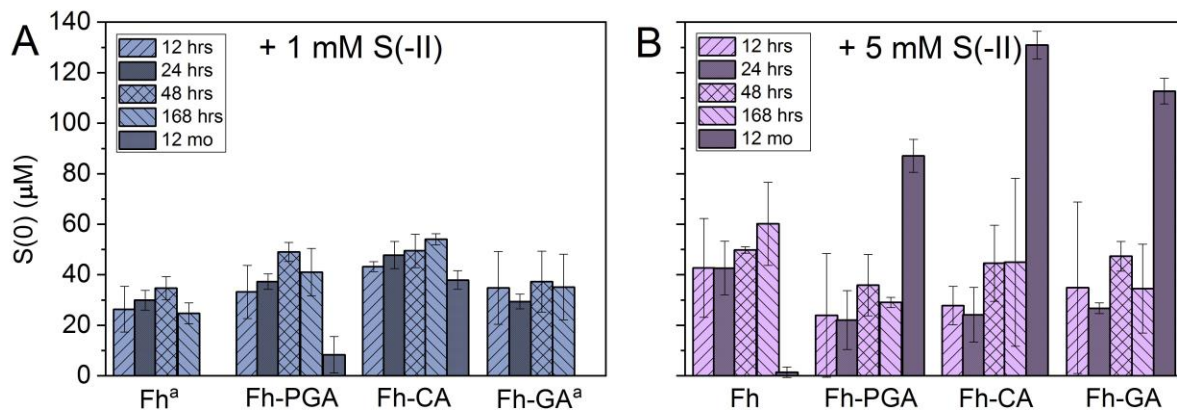 A
+ 1 mM S(-II)
12 hrs
24 hrs
48 hrs
168 hrs
12 mo
S(0) (μM)
140
120
100
80
60
40
20
0
Fhᵃ
Fh-PGA
Fh-CA
Fh-GAᵃ
B
+ 5 mM S(-II)
12 hrs
24 hrs
48 hrs
168 hrs
12 mo
Fh
Fh-PGA
Fh-CA
Fh-GA